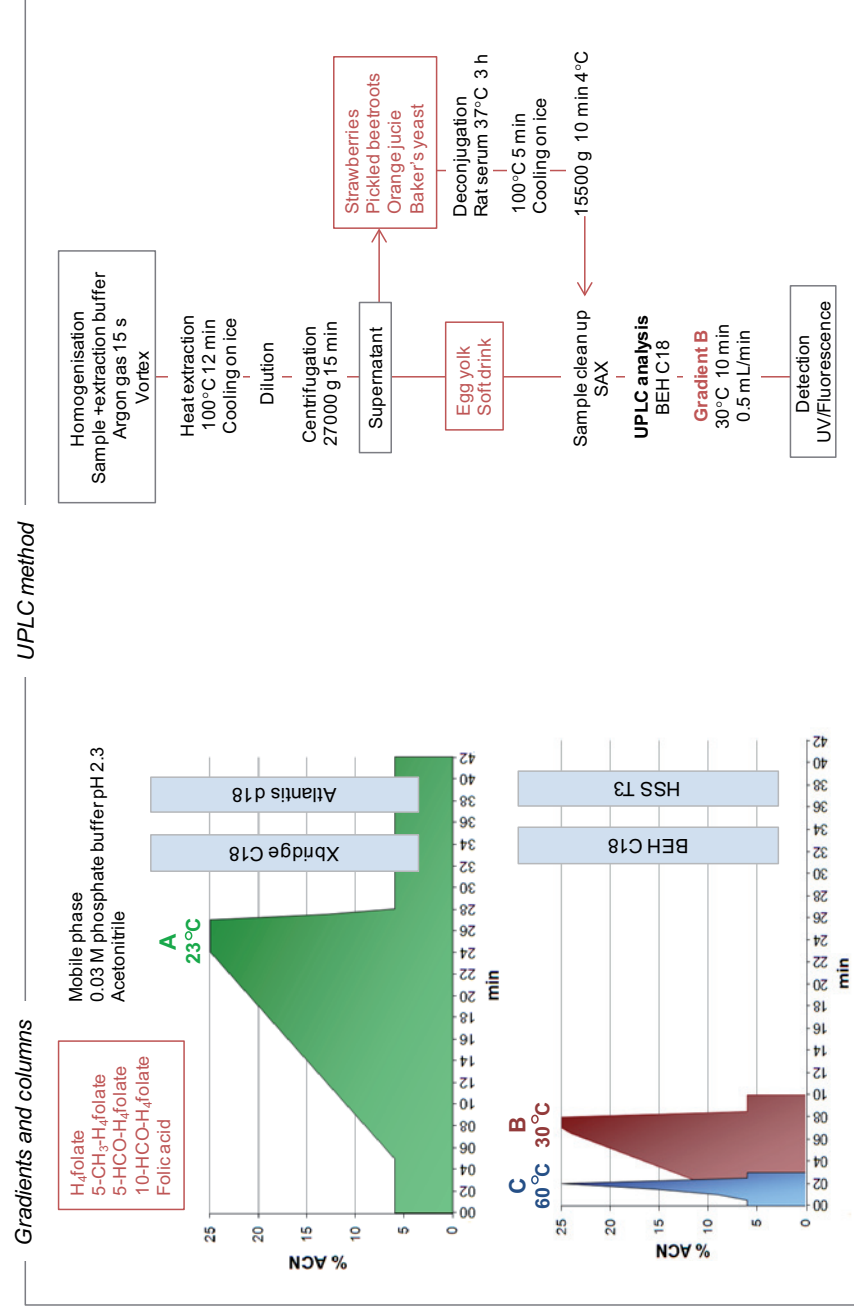 Gradients and columns
H4folate
5-CH3-H4folate
5-HCO-H4folate
10-HCO-H4folate
Folic acid
Mobile phase
0.03 M phosphate buffer pH 2.3
Acetonitrile
A
23°C
Xbridge C18
Atlantis d18
% ACN
25
20
15
10
5
0
00 02 04 06 08 10 12 14 16 18 20 22 24 26 28 30 32 34 36 38 40 42
min
C
60°C
B
30°C
BEH C18
HSS T3
% ACN
25
20
15
10
5
0
00 02 04 06 08 10 12 14 16 18 20 22 24 26 28 30 32 34 36 38 40 42
min
UPLC method
Homogenisation
Sample +extraction buffer
Argon gas 15 s
Vortex
Heat extraction
100°C 12 min
Cooling on ice
Dilution
Centrifugation
27000 g 15 min
Supernatant
Strawberries
Pickled beetroots
Orange jucie
Baker's yeast
Deconjugation
Rat serum 37°C 3 h
100°C 5 min
Cooling on ice
15500 g 10 min 4°C
Egg yolk
Soft drink
Sample clean up
SAX
UPLC analysis
BEH C18
Gradient B
30°C 10 min
0.5 mL/min
Detection
UV/Fluorescence